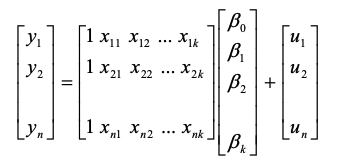 [y₁] [1 x₁₁ x₁₂ ... x₁ₖ] [β₀] [u₁]
[y₂] = [1 x₂₁ x₂₂ ... x₂ₖ] [β₁] + [u₂]
[β₂]
[yₙ] [1 xₙ₁ xₙ₂ ... xₙₖ] [βₖ] [uₙ]